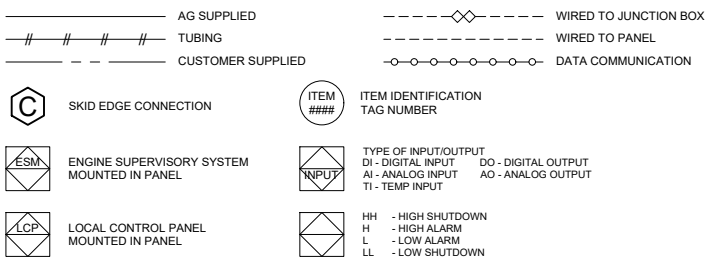 AG SUPPLIED
WIRED TO JUNCTION BOX
TUBING
WIRED TO PANEL
CUSTOMER SUPPLIED
DATA COMMUNICATION
C
SKID EDGE CONNECTION
ITEM
####
ITEM IDENTIFICATION
TAG NUMBER
ESM
ENGINE SUPERVISORY SYSTEM
MOUNTED IN PANEL
INPUT
TYPE OF INPUT/OUTPUT
DI - DIGITAL INPUT DO - DIGITAL OUTPUT
AI - ANALOG INPUT AO - ANALOG OUTPUT
TI - TEMP INPUT
LCP
LOCAL CONTROL PANEL
MOUNTED IN PANEL
HH - HIGH SHUTDOWN
H - HIGH ALARM
L - LOW ALARM
LL - LOW SHUTDOWN